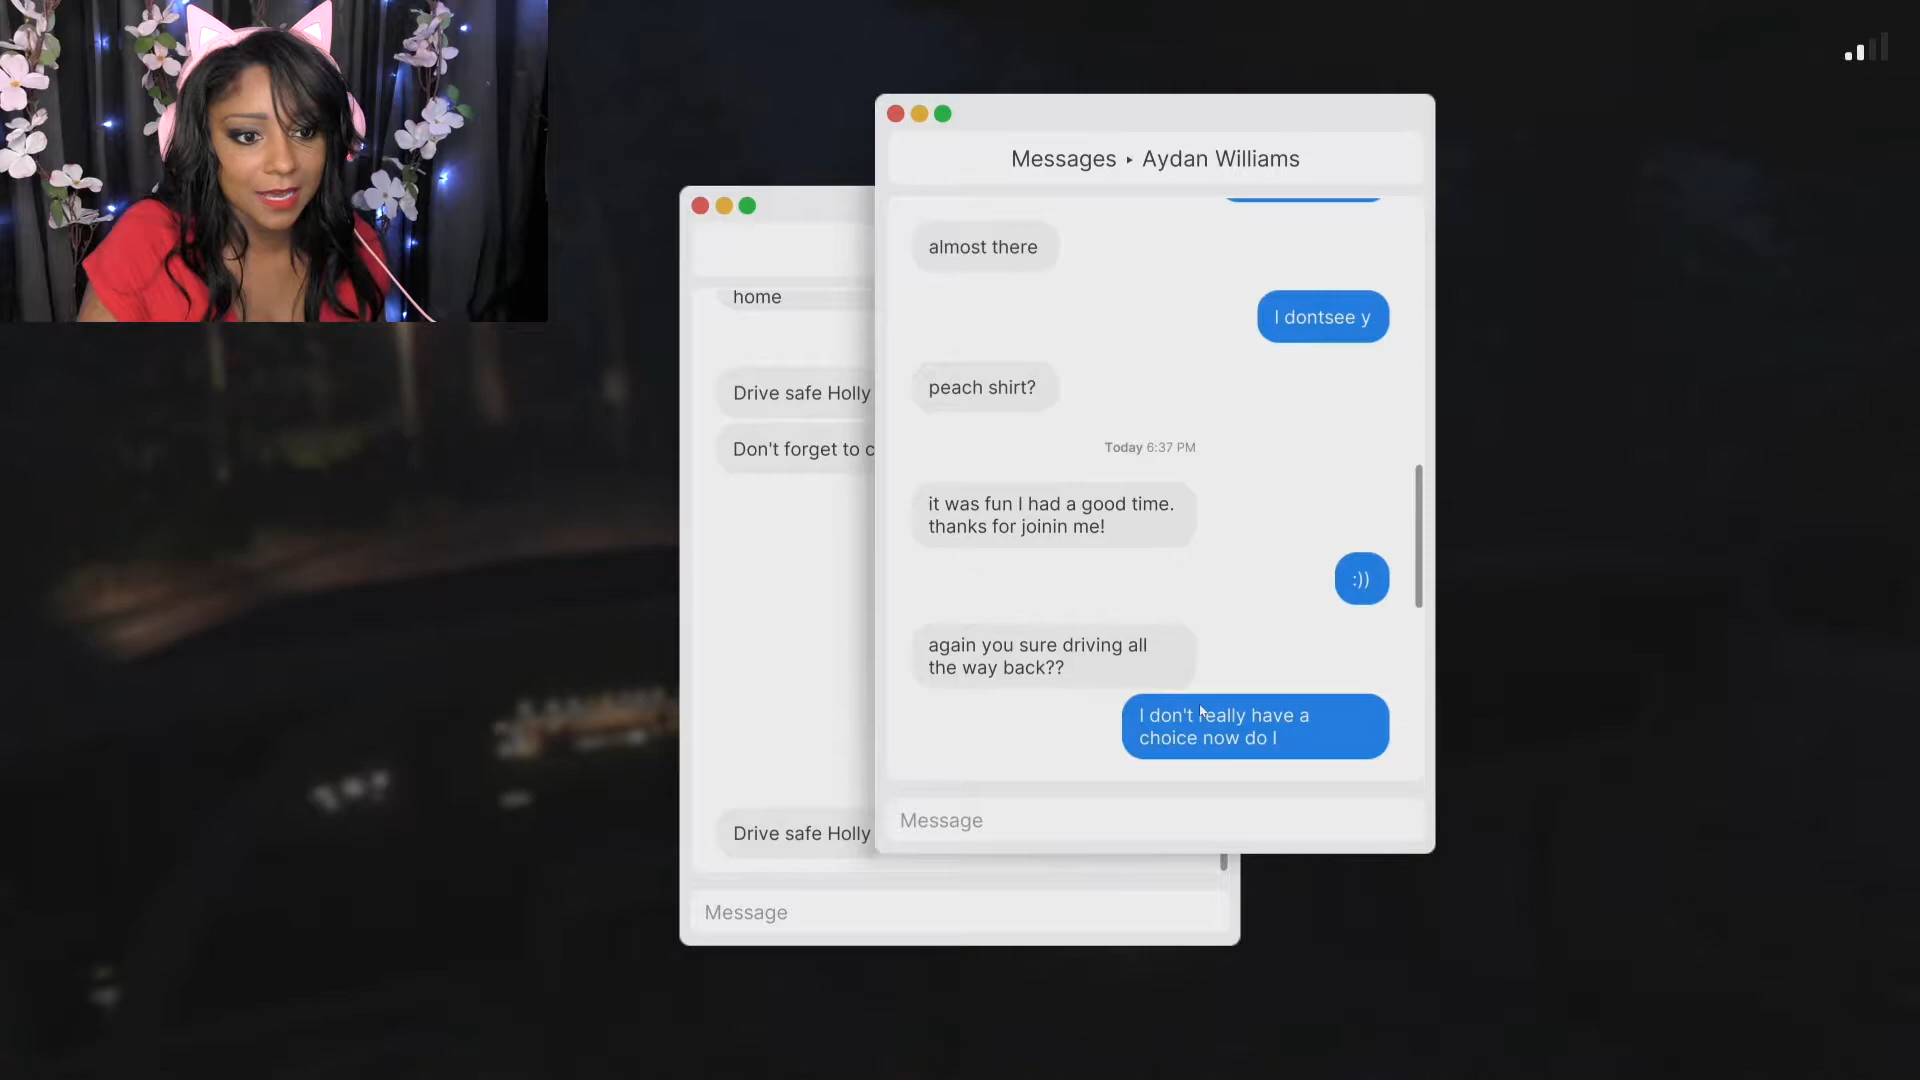 Messages ▸ Aydan Williams
almost there
I dontsee y
peach shirt?
Today 6:37 PM
it was fun I had a good time.
thanks for joinin me!
:))
again you sure driving all
the way back??
I don't really have a
choice now do I
Message
home
Drive safe Holly
Don't forget to c
Drive safe Holly
Message